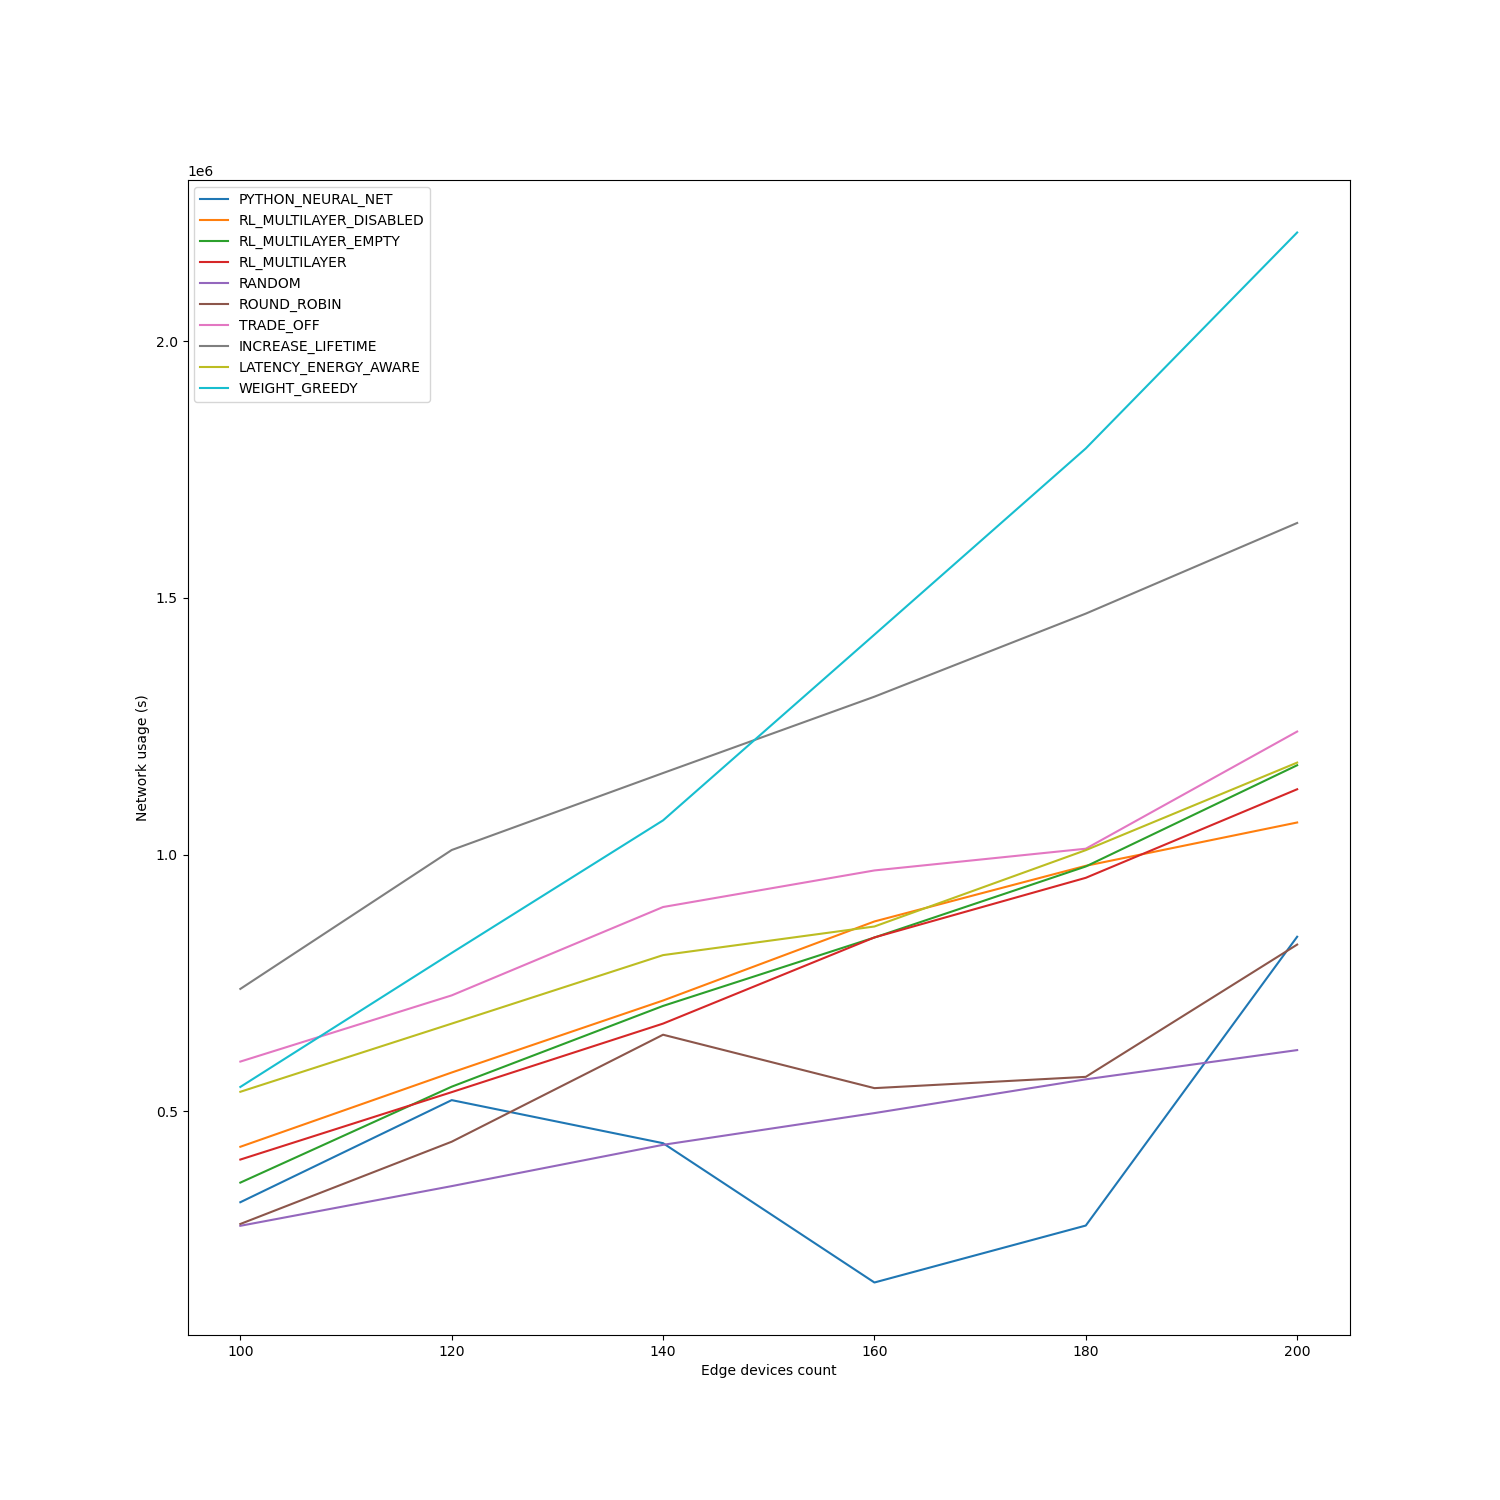 1e6
PYTHON_NEURAL_NET
RL_MULTILAYER_DISABLED
RL_MULTILAYER_EMPTY
RL_MULTILAYER
RANDOM
ROUND_ROBIN
TRADE_OFF
INCREASE_LIFETIME
LATENCY_ENERGY_AWARE
WEIGHT_GREEDY
2.0
1.5
1.0
0.5
Network usage (s)
100 120 140 160 180 200
Edge devices count